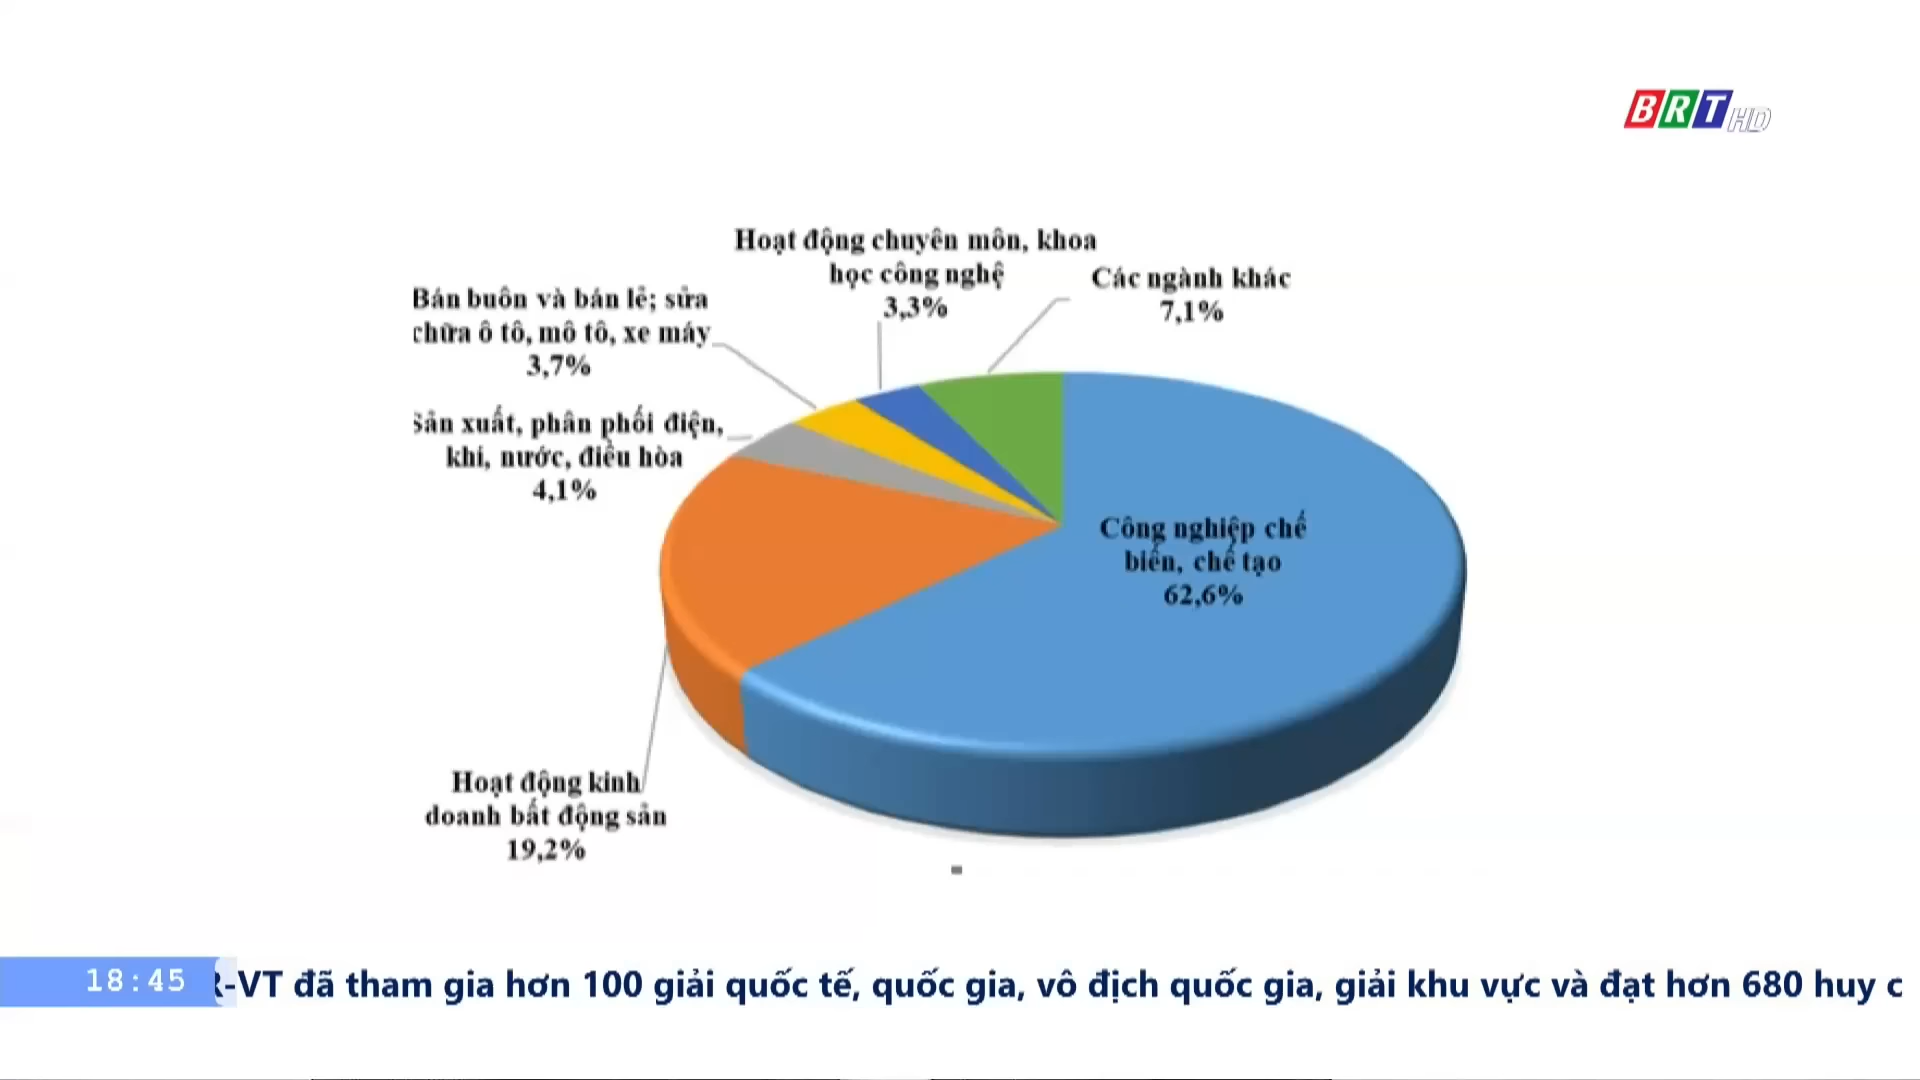 BRT HD
Hoạt động chuyên môn, khoa
học công nghệ
3,3%
Các ngành khác
7,1%
Bán buôn và bán lẻ; sửa
chữa ô tô, mô tô, xe máy
3,7%
Sản xuất, phân phối điện,
khí, nước, điều hòa
4,1%
Công nghiệp chế
biến, chế tạo
62,6%
Hoạt động kinh
doanh bất động sản
19,2%
18:45 R-VT đã tham gia hơn 100 giải quốc tế, quốc gia, vô địch quốc gia, giải khu vực và đạt hơn 680 huy c